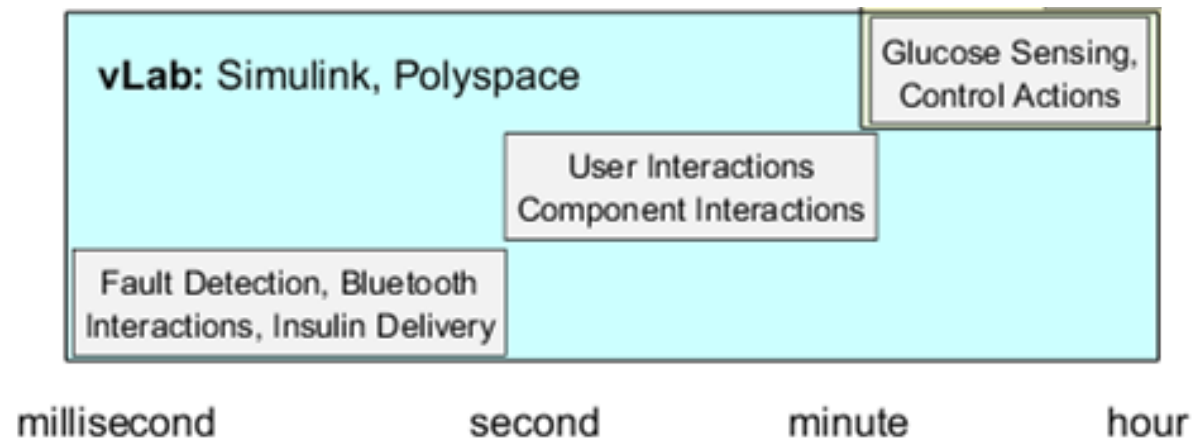 vLab: Simulink, Polyspace
Glucose Sensing,
Control Actions
User Interactions
Component Interactions
Fault Detection, Bluetooth
Interactions, Insulin Delivery
millisecond second minute hour